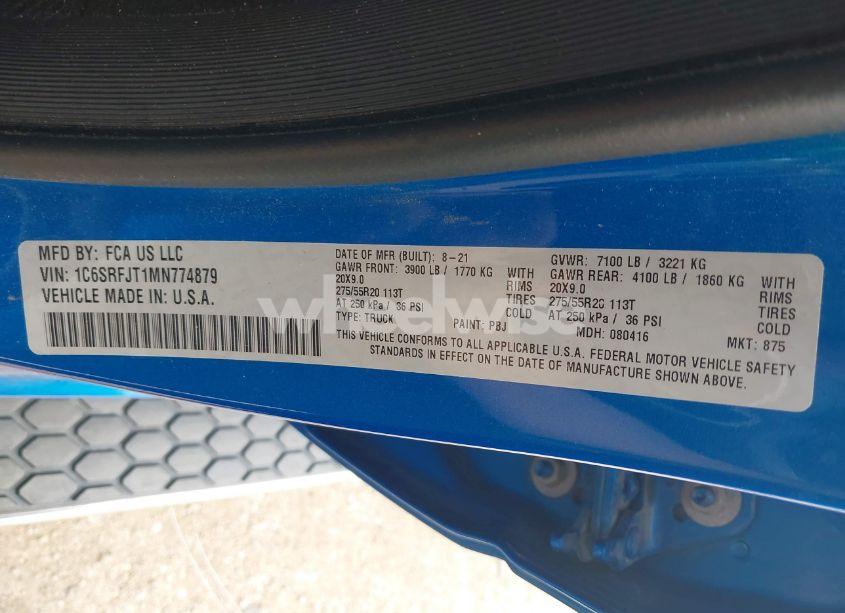 MFD BY: FCA US LLC
VIN: 1C6SRFJT1MN774879
VEHICLE MADE IN U.S.A.
DATE OF MFR (BUILT): 8-21
GAWR FRONT: 3900 LB / 1770 KG WITH
20X9.0 RIMS
275/55R20 113T TIRES
AT 250 kPa / 36 PSI COLD
TYPE: TRUCK PAINT: PBJ
GVWR: 7100 LB / 3221 KG
GAWR REAR: 4100 LB / 1860 KG WITH
20X9.0 RIMS
275/55R20 113T TIRES
AT 250 kPa / 36 PSI COLD
MDH: 080416 MKT: 875
THIS VEHICLE CONFORMS TO ALL APPLICABLE U.S.A. FEDERAL MOTOR VEHICLE SAFETY
STANDARDS IN EFFECT ON THE DATE OF MANUFACTURE SHOWN ABOVE.
wheelwise